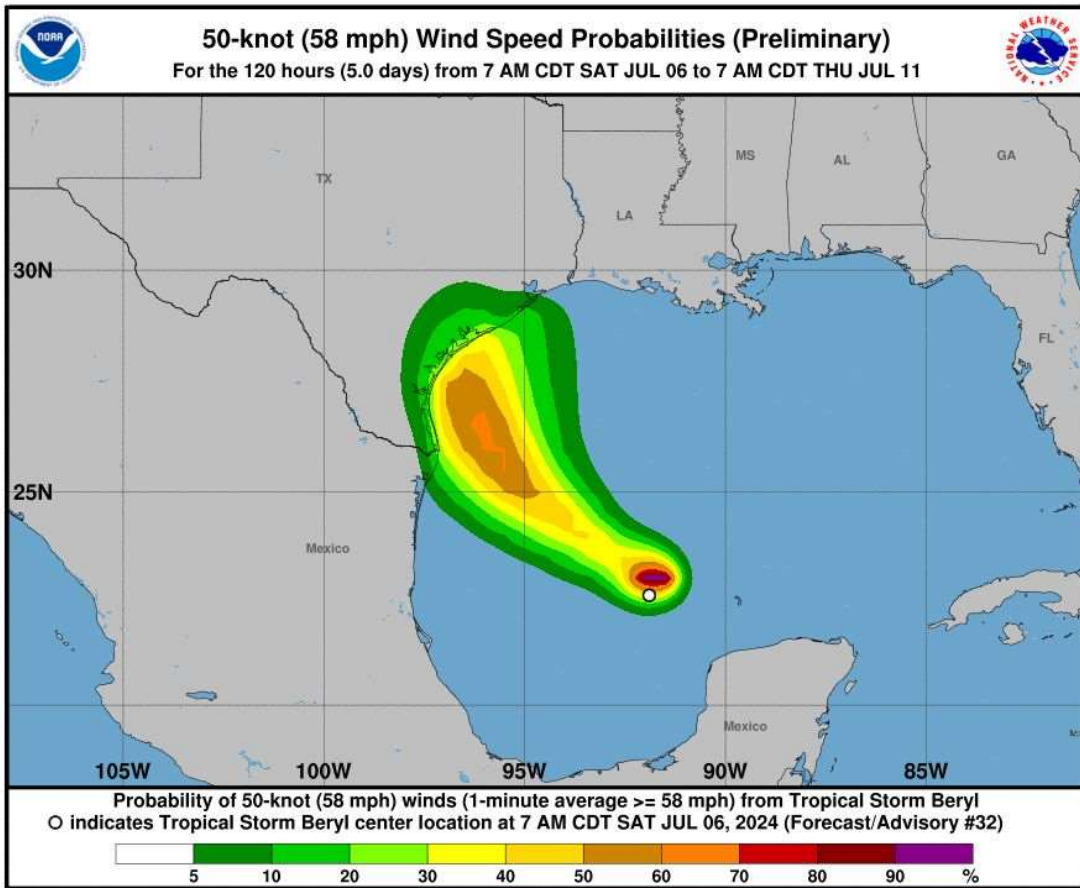 NOAA
50-knot (58 mph) Wind Speed Probabilities (Preliminary)
For the 120 hours (5.0 days) from 7 AM CDT SAT JUL 06 to 7 AM CDT THU JUL 11
NATIONAL WEATHER SERVICE
MS
AL
GA
TX
LA
30N
FL
25N
Mexico
Mexico
105W
100W
95W
90W
85W
Probability of 50-knot (58 mph) winds (1-minute average >= 58 mph) from Tropical Storm Beryl
O indicates Tropical Storm Beryl center location at 7 AM CDT SAT JUL 06, 2024 (Forecast/Advisory #32)
5 10 20 30 40 50 60 70 80 90 %